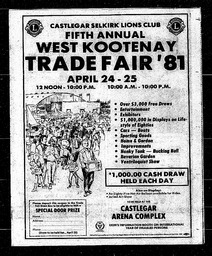 CASTLEGAR SELKIRK LIONS CLUB
FIFTH ANNUAL
WEST KOOTENAY
TRADE FAIR '81
APRIL 24 - 25
12 NOON - 10:00 P.M. 10:00 A.M. - 10:00 P.M.
• Over $3,000 Free Draws
• Entertainment
• Exhibitors
• $1,000,000 in Displays on Life-
style of Eighties
• Cars — Boats
• Sporting Goods
• Home & Garden
• Improvements
• Honky Tonk — Bucking Bull
• Bavarian Garden
• Ventriloquist Show
$1,000.00 CASH DRAW
HELD EACH DAY
SPECIAL DOOR PRIZE
CASTLEGAR
ARENA COMPLEX